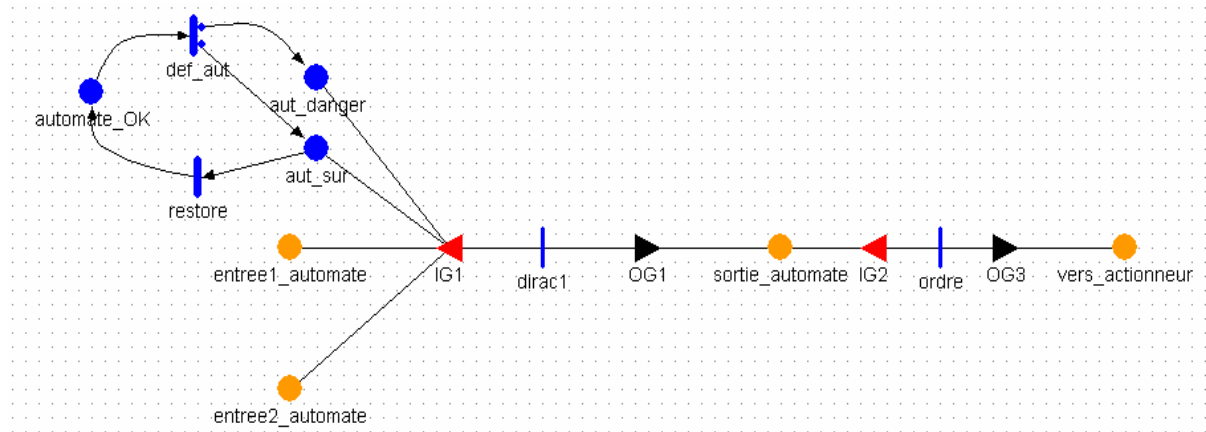 def_aut
aut_danger
automate_OK
aut_sur
restore
entree1_automate
IG1
dirac1
OG1
sortie_automate
IG2
ordre
OG3
vers_actionneur
entree2_automate